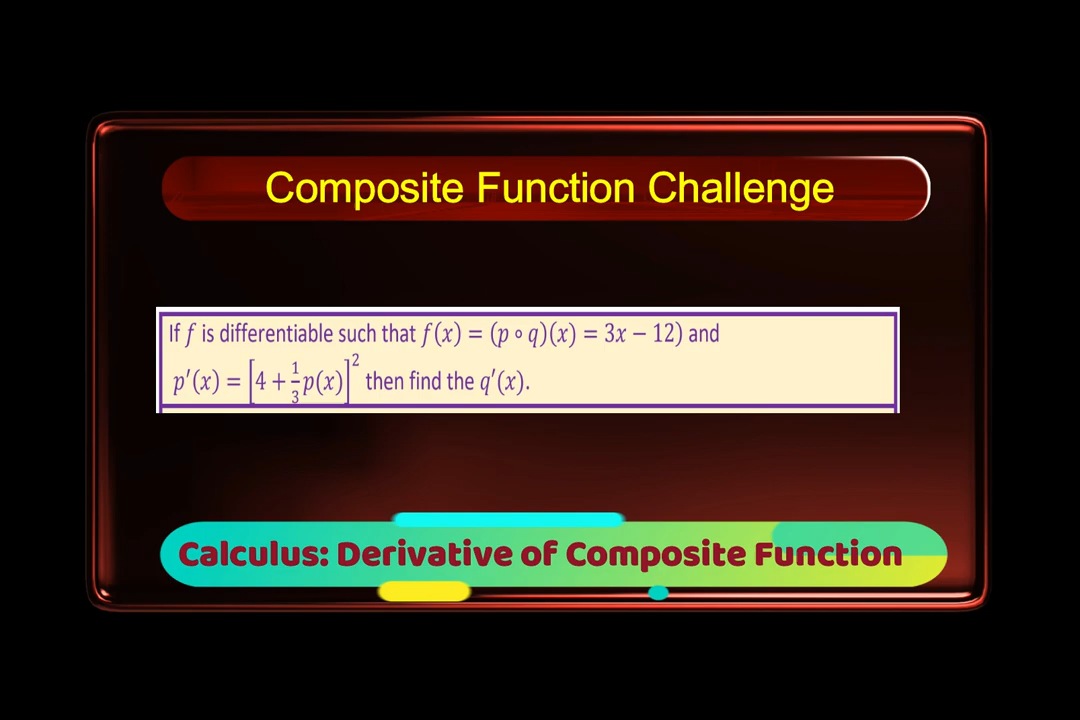 Composite Function Challenge
If f is differentiable such that f(x) = (p ∘ q)(x) = 3x − 12) and
p′(x) = [4 + 1/3 p(x)]² then find the q′(x).
Calculus: Derivative of Composite Function